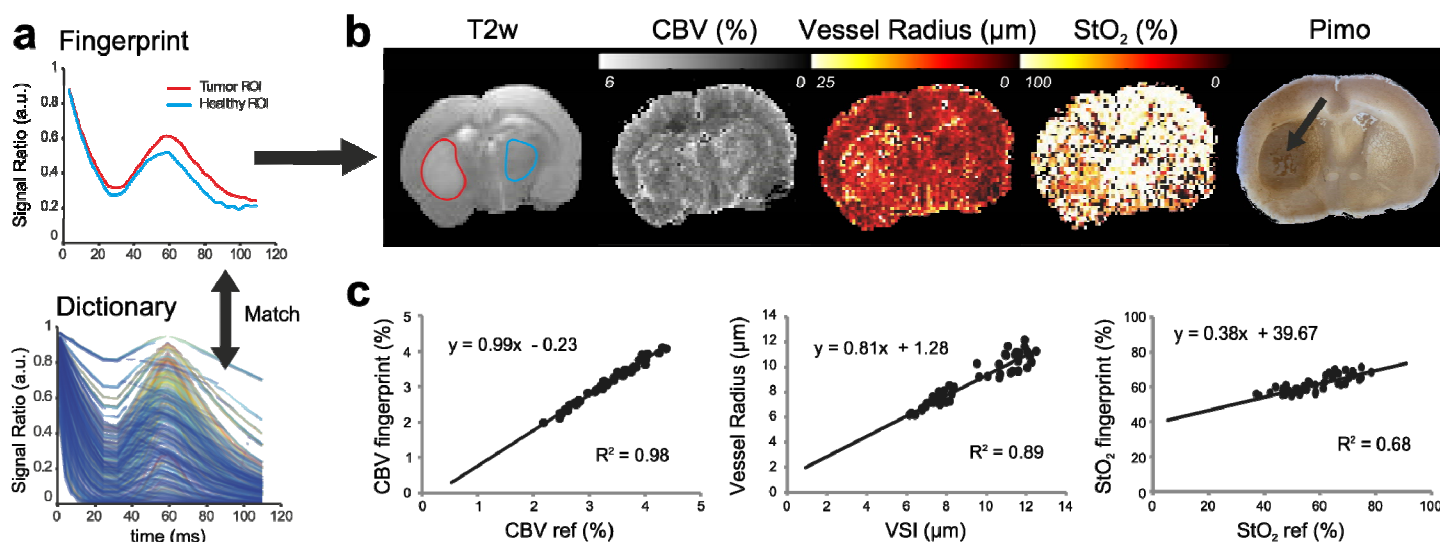 a
Fingerprint
Signal Ratio (a.u.)
1
0.8
0.6
0.4
0.2
0
Tumor ROI
Healthy ROI
0 20 40 60 80 100 120
Dictionary
Match
Signal Ratio (a.u.)
1
0.8
0.6
0.4
0.2
0
0 20 40 60 80 100 120
time (ms)
b
T2w CBV (%) Vessel Radius (µm) StO₂ (%) Pimo
6 0 25 0 100 0
c
CBV fingerprint (%)
5
4
3
2
1
0
y = 0.99x - 0.23
R² = 0.98
0 1 2 3 4 5
CBV ref (%)
Vessel Radius (µm)
14
12
10
8
6
4
2
0
y = 0.81x + 1.28
R² = 0.89
0 2 4 6 8 10 12 14
VSI (µm)
StO₂ fingerprint (%)
100
80
60
40
20
0
y = 0.38x + 39.67
R² = 0.68
0 20 40 60 80 100
StO₂ ref (%)